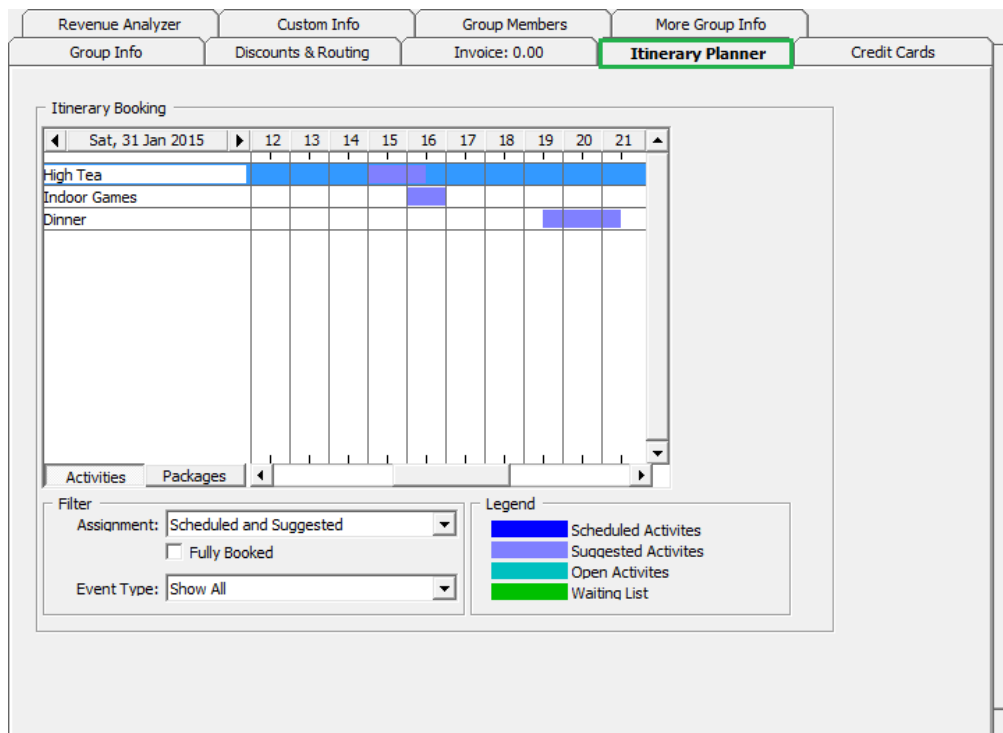 Revenue Analyzer Custom Info Group Members More Group Info
Group Info Discounts & Routing Invoice: 0.00 Itinerary Planner Credit Cards
Itinerary Booking
Sat, 31 Jan 2015 12 13 14 15 16 17 18 19 20 21
High Tea
Indoor Games
Dinner
Activities Packages
Filter
Assignment: Scheduled and Suggested
Fully Booked
Event Type: Show All
Legend
Scheduled Activites
Suggested Activites
Open Activites
Waiting List